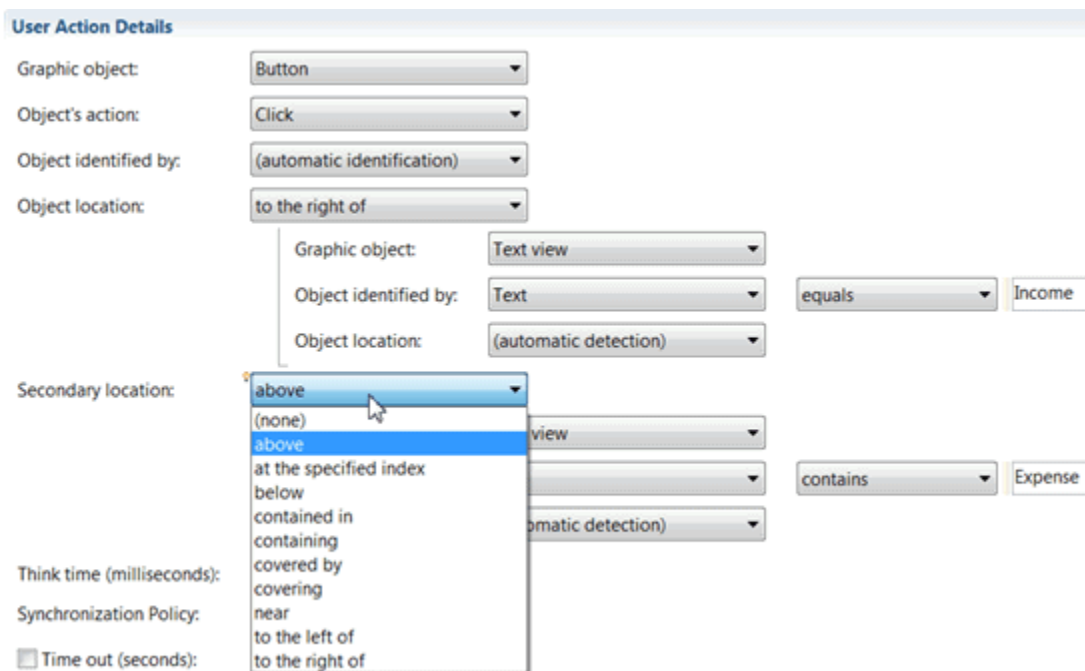 User Action Details
Graphic object: Button
Object's action: Click
Object identified by: (automatic identification)
Object location: to the right of
Graphic object: Text view
Object identified by: Text equals Income
Object location: (automatic detection)
Secondary location: above
(none)
above
view
at the specified index
below
contains Expense
contained in
omatic detection)
containing
covered by
Think time (milliseconds):
covering
Synchronization Policy:
near
to the left of
Time out (seconds):
to the right of